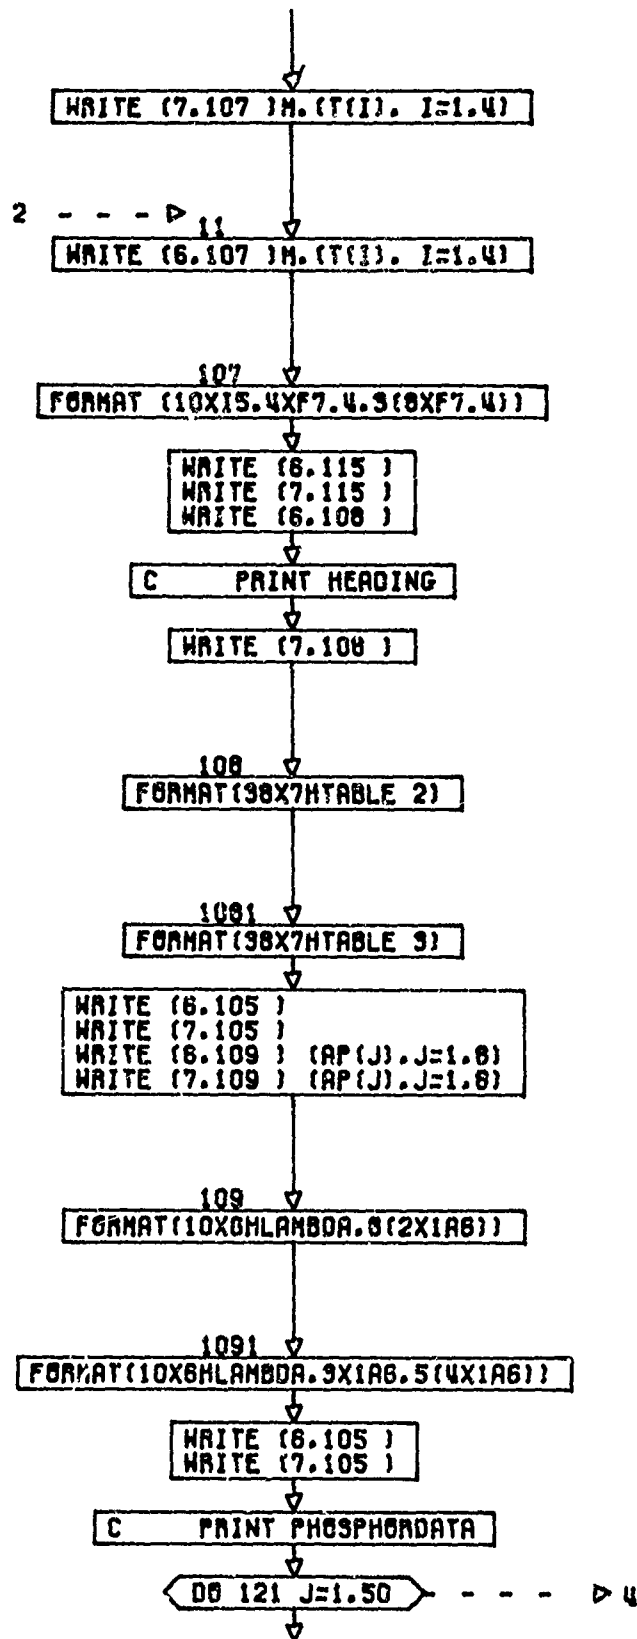 WRITE (7,107 )M,(T(I), I=1,4)
2
11
WRITE (6,107 )M,(T(I), I=1,4)
107
FORMAT (10XI5,4XF7.4,3(8XF7.4))
WRITE (6,115 )
WRITE (7,115 )
WRITE (6,108 )
C PRINT HEADING
WRITE (7,108 )
108
FORMAT(38X7HTABLE 2)
1081
FORMAT(38X7HTABLE 3)
WRITE (6,105 )
WRITE (7,105 )
WRITE (6,109 ) (AP(J),J=1,6)
WRITE (7,109 ) (AP(J),J=1,6)
109
FORMAT(10X6HLAMBDA,6(2X1A6))
1091
FORMAT(10X6HLAMBDA,3X1A6,5(4X1A6))
WRITE (6,105 )
WRITE (7,105 )
C PRINT PHOSPHORDATA
DO 121 J=1,50
4